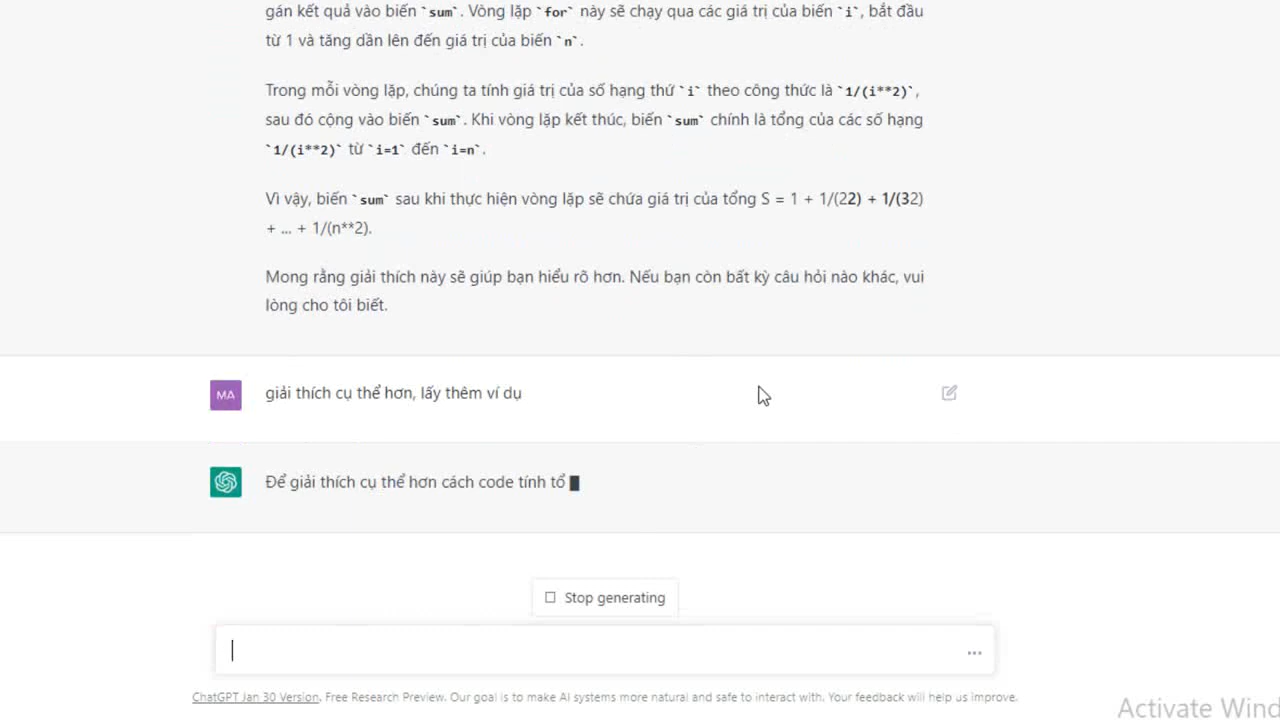 gán kết quả vào biến `sum`. Vòng lặp `for` này sẽ chạy qua các giá trị của biến `i`, bắt đầu
từ 1 và tăng dần lên đến giá trị của biến `n`.
Trong mỗi vòng lặp, chúng ta tính giá trị của số hạng thứ `i` theo công thức là `1/(i**2)`,
sau đó cộng vào biến `sum`. Khi vòng lặp kết thúc, biến `sum` chính là tổng của các số hạng
`1/(i**2)` từ `i=1` đến `i=n`.
Vì vậy, biến `sum` sau khi thực hiện vòng lặp sẽ chứa giá trị của tổng S = 1 + 1/(22) + 1/(32)
+ ... + 1/(n**2).
Mong rằng giải thích này sẽ giúp bạn hiểu rõ hơn. Nếu bạn còn bất kỳ câu hỏi nào khác, vui
lòng cho tôi biết.
MA
giải thích cụ thể hơn, lấy thêm ví dụ
Để giải thích cụ thể hơn cách code tính tổ
Stop generating
ChatGPT Jan 30 Version. Free Research Preview. Our goal is to make AI systems more natural and safe to interact with. Your feedback will help us improve.
Activate Wind